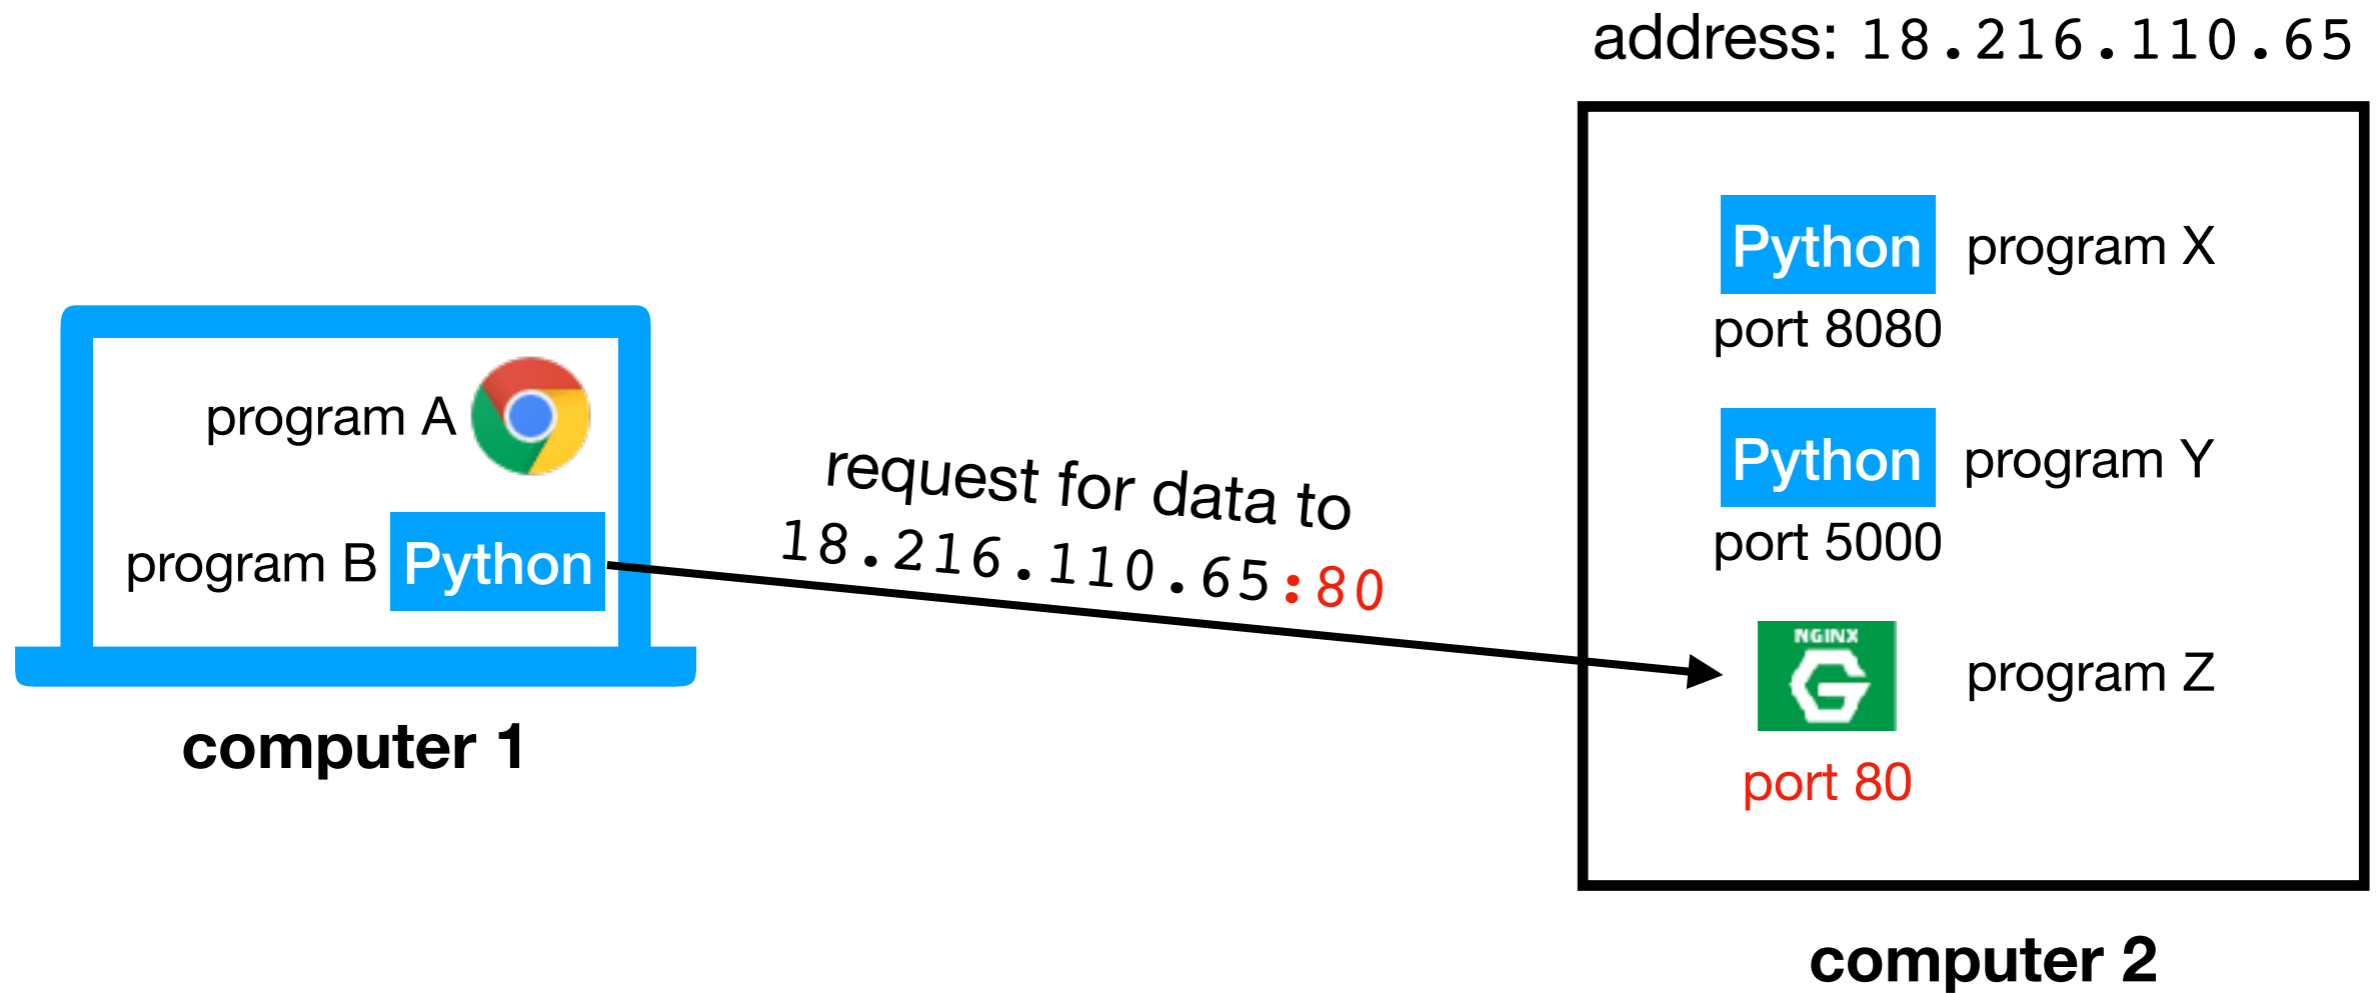 address: 18.216.110.65
Python program X
port 8080
program A
Python program Y
request for data to
18.216.110.65:80
port 5000
program B Python
NGINX
program Z
computer 1
port 80
computer 2